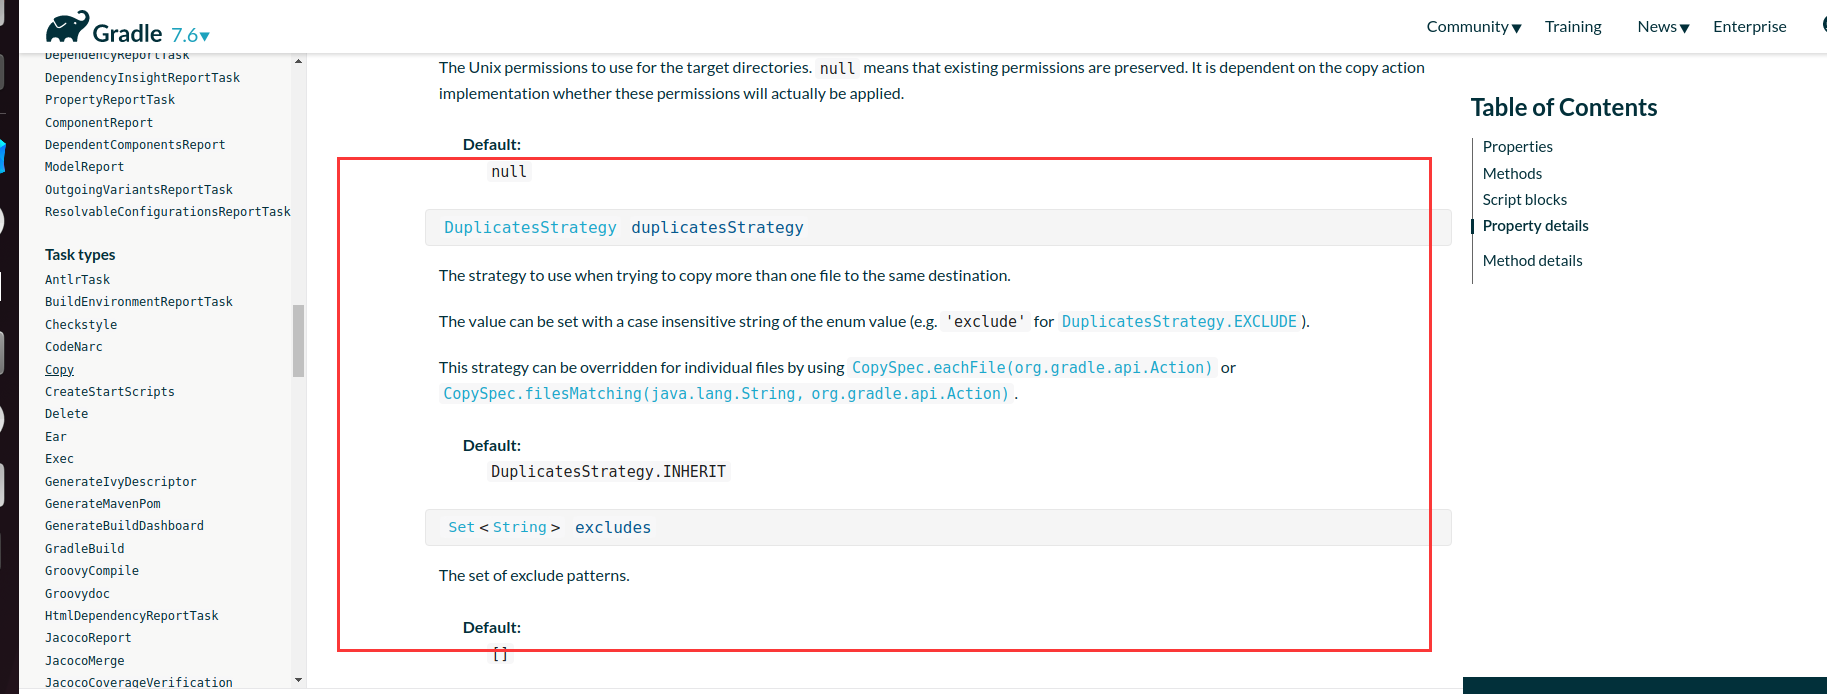 Gradle 7.6▾
Community▾ Training News▾ Enterprise
DependencyReportTask
DependencyInsightReportTask
PropertyReportTask
ComponentReport
DependentComponentsReport
ModelReport
OutgoingVariantsReportTask
ResolvableConfigurationsReportTask
Task types
AntlrTask
BuildEnvironmentReportTask
Checkstyle
CodeNarc
Copy
CreateStartScripts
Delete
Ear
Exec
GenerateIvyDescriptor
GenerateMavenPom
GenerateBuildDashboard
GradleBuild
GroovyCompile
Groovydoc
HtmlDependencyReportTask
JacocoReport
JacocoMerge
JacocoCoverageVerification
The Unix permissions to use for the target directories. null means that existing permissions are preserved. It is dependent on the copy action
implementation whether these permissions will actually be applied.
Default:
null
DuplicatesStrategy duplicatesStrategy
The strategy to use when trying to copy more than one file to the same destination.
The value can be set with a case insensitive string of the enum value (e.g. 'exclude' for DuplicatesStrategy.EXCLUDE ).
This strategy can be overridden for individual files by using CopySpec.eachFile(org.gradle.api.Action) or
CopySpec.filesMatching(java.lang.String, org.gradle.api.Action) .
Default:
DuplicatesStrategy.INHERIT
Set < String > excludes
The set of exclude patterns.
Default:
[]
Table of Contents
Properties
Methods
Script blocks
Property details
Method details